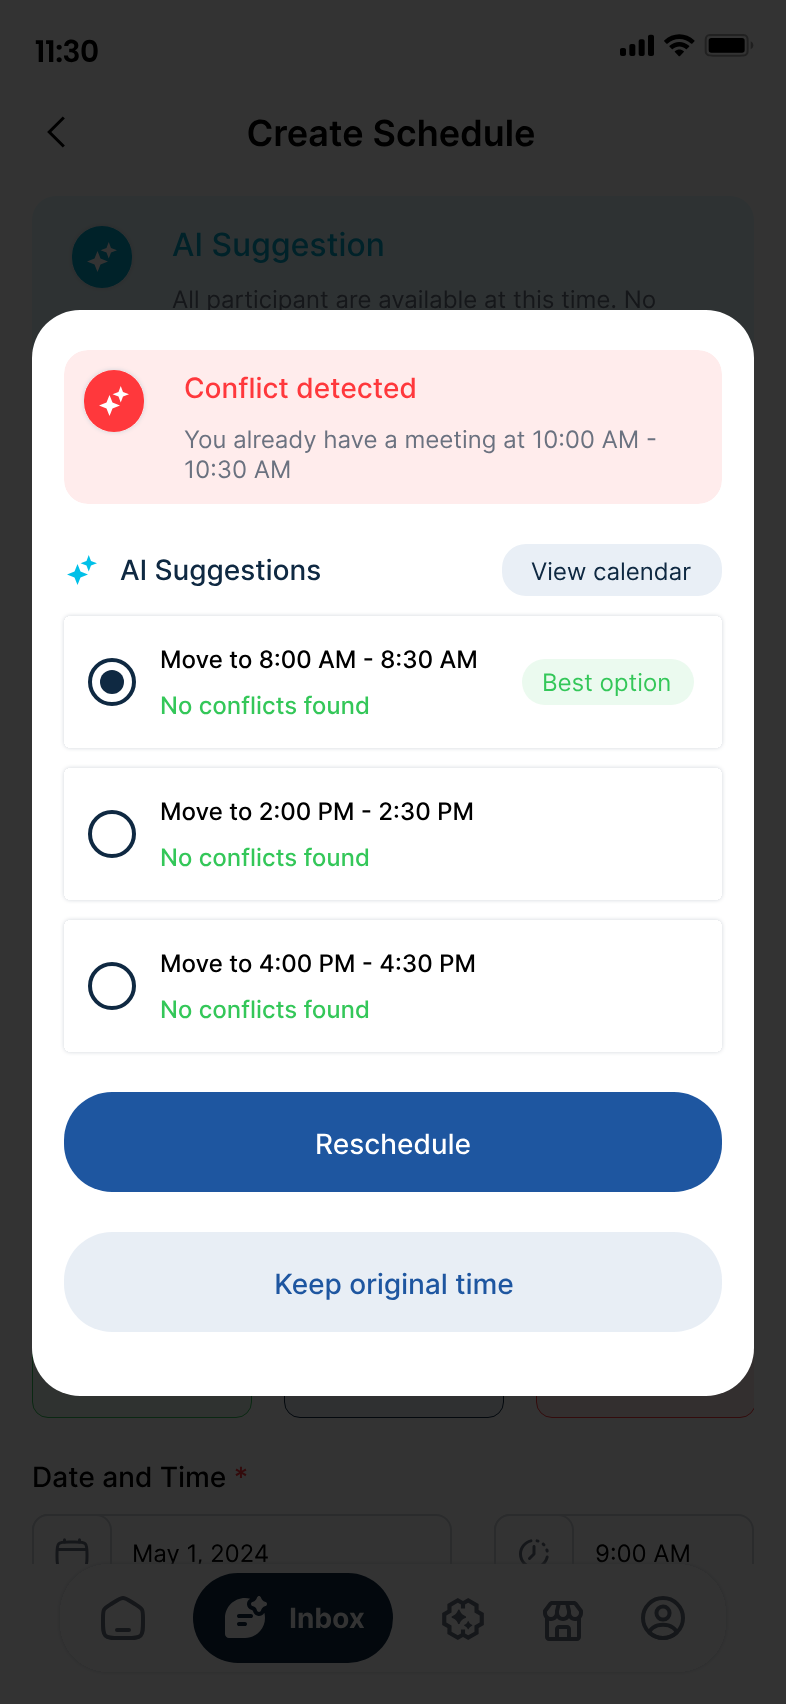 11:30
Create Schedule
AI Suggestion
All participant are available at this time. No
Conflict detected
You already have a meeting at 10:00 AM -
10:30 AM
AI Suggestions
View calendar
Move to 8:00 AM - 8:30 AM
No conflicts found
Best option
Move to 2:00 PM - 2:30 PM
No conflicts found
Move to 4:00 PM - 4:30 PM
No conflicts found
Reschedule
Keep original time
Date and Time *
May 1, 2024
9:00 AM
Inbox